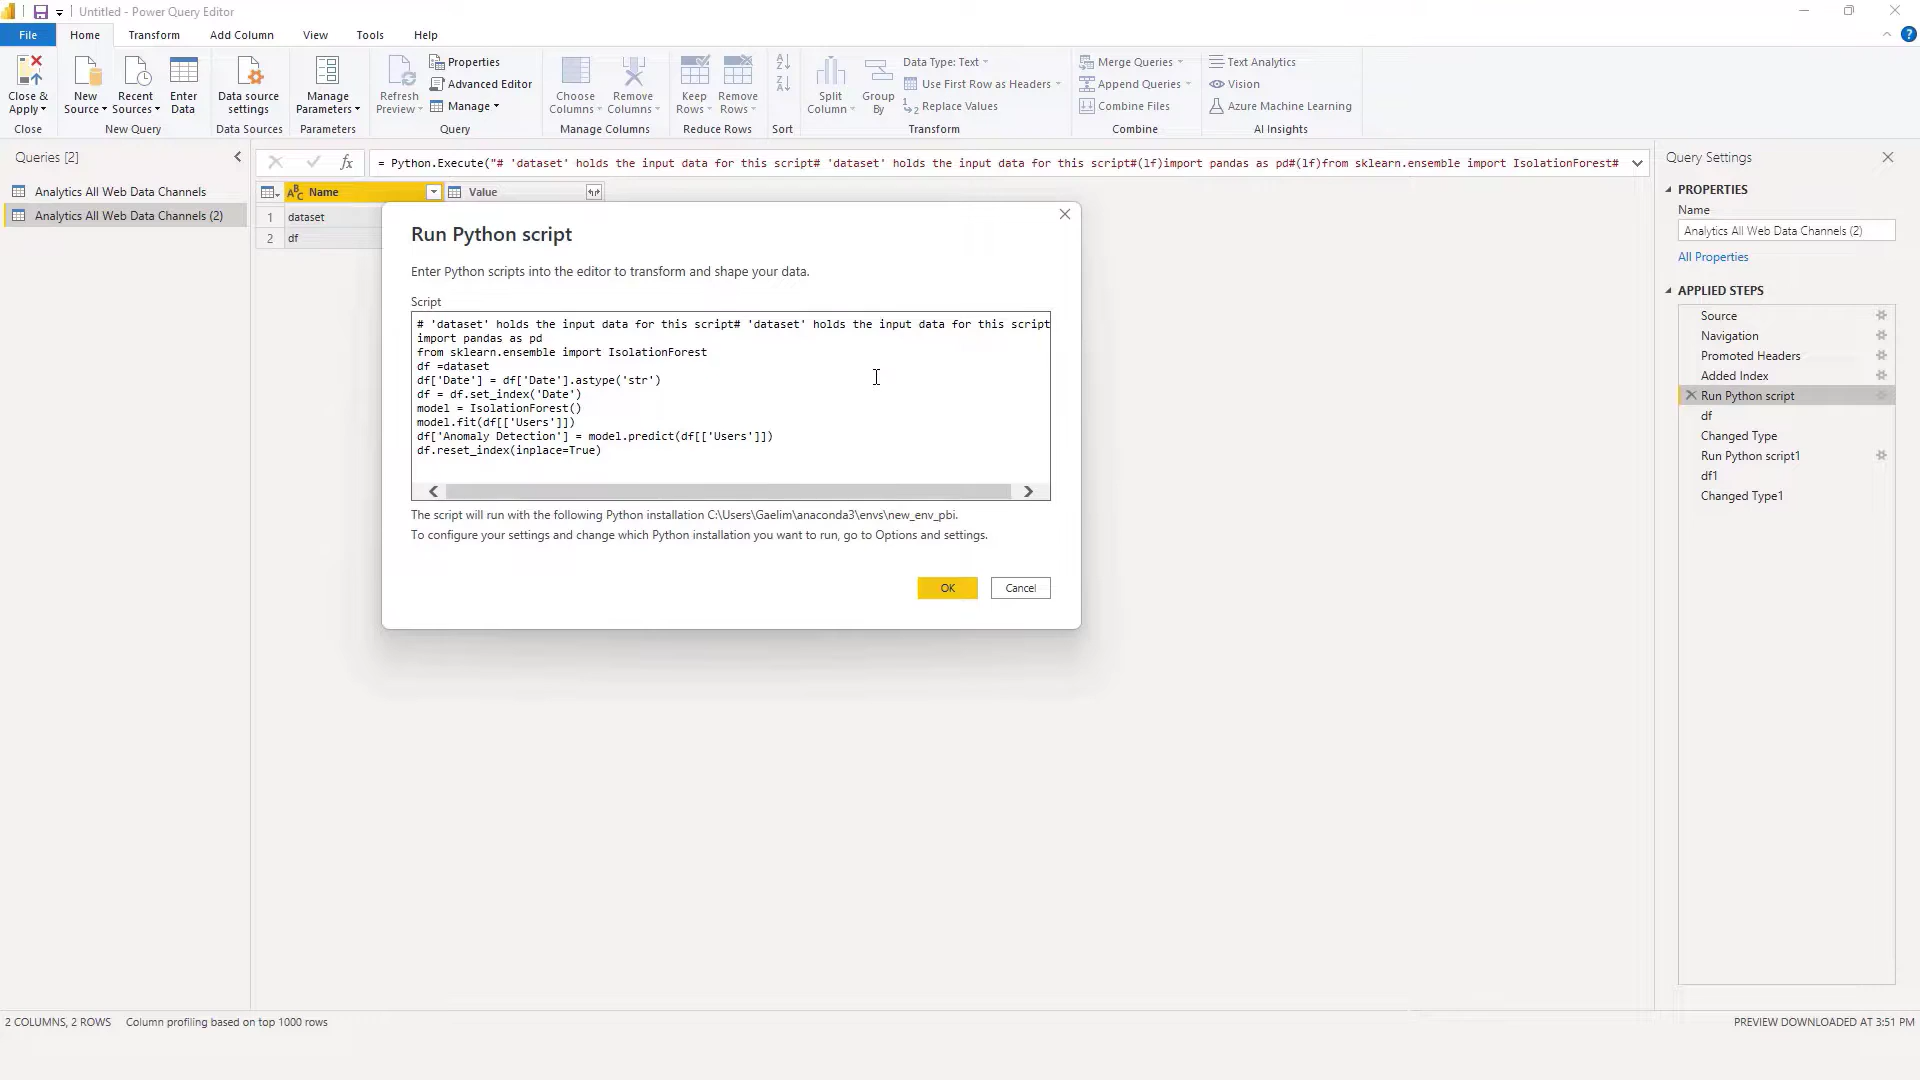 Untitled - Power Query Editor
File Home Transform Add Column View Tools Help
Close & Apply
New Source
Recent Sources
Enter Data
Data source settings
Manage Parameters
Refresh Preview
Properties
Advanced Editor
Manage
Choose Columns
Remove Columns
Keep Rows
Remove Rows
Split Column
Group By
Data Type: Text
Use First Row as Headers
Replace Values
Merge Queries
Append Queries
Combine Files
Text Analytics
Vision
Azure Machine Learning
Close
New Query
Data Sources
Parameters
Query
Manage Columns
Reduce Rows
Sort
Transform
Combine
AI Insights
Queries [2]
Analytics All Web Data Channels
Analytics All Web Data Channels (2)
fx
= Python.Execute("# 'dataset' holds the input data for this script# 'dataset' holds the input data for this script#(lf)import pandas as pd#(lf)from sklearn.ensemble import IsolationForest#
ABC Name
Value
1 dataset
2 df
Run Python script
Enter Python scripts into the editor to transform and shape your data.
Script
# 'dataset' holds the input data for this script# 'dataset' holds the input data for this script
import pandas as pd
from sklearn.ensemble import IsolationForest
df =dataset
df['Date'] = df['Date'].astype('str')
df = df.set_index('Date')
model = IsolationForest()
model.fit(df[['Users']])
df['Anomaly Detection'] = model.predict(df[['Users']])
df.reset_index(inplace=True)
The script will run with the following Python installation C:\Users\Gaelim\anaconda3\envs\new_env_pbi.
To configure your settings and change which Python installation you want to run, go to Options and settings.
OK
Cancel
Query Settings
PROPERTIES
Name
Analytics All Web Data Channels (2)
All Properties
APPLIED STEPS
Source
Navigation
Promoted Headers
Added Index
Run Python script
df
Changed Type
Run Python script1
df1
Changed Type1
2 COLUMNS, 2 ROWS Column profiling based on top 1000 rows
PREVIEW DOWNLOADED AT 3:51 PM